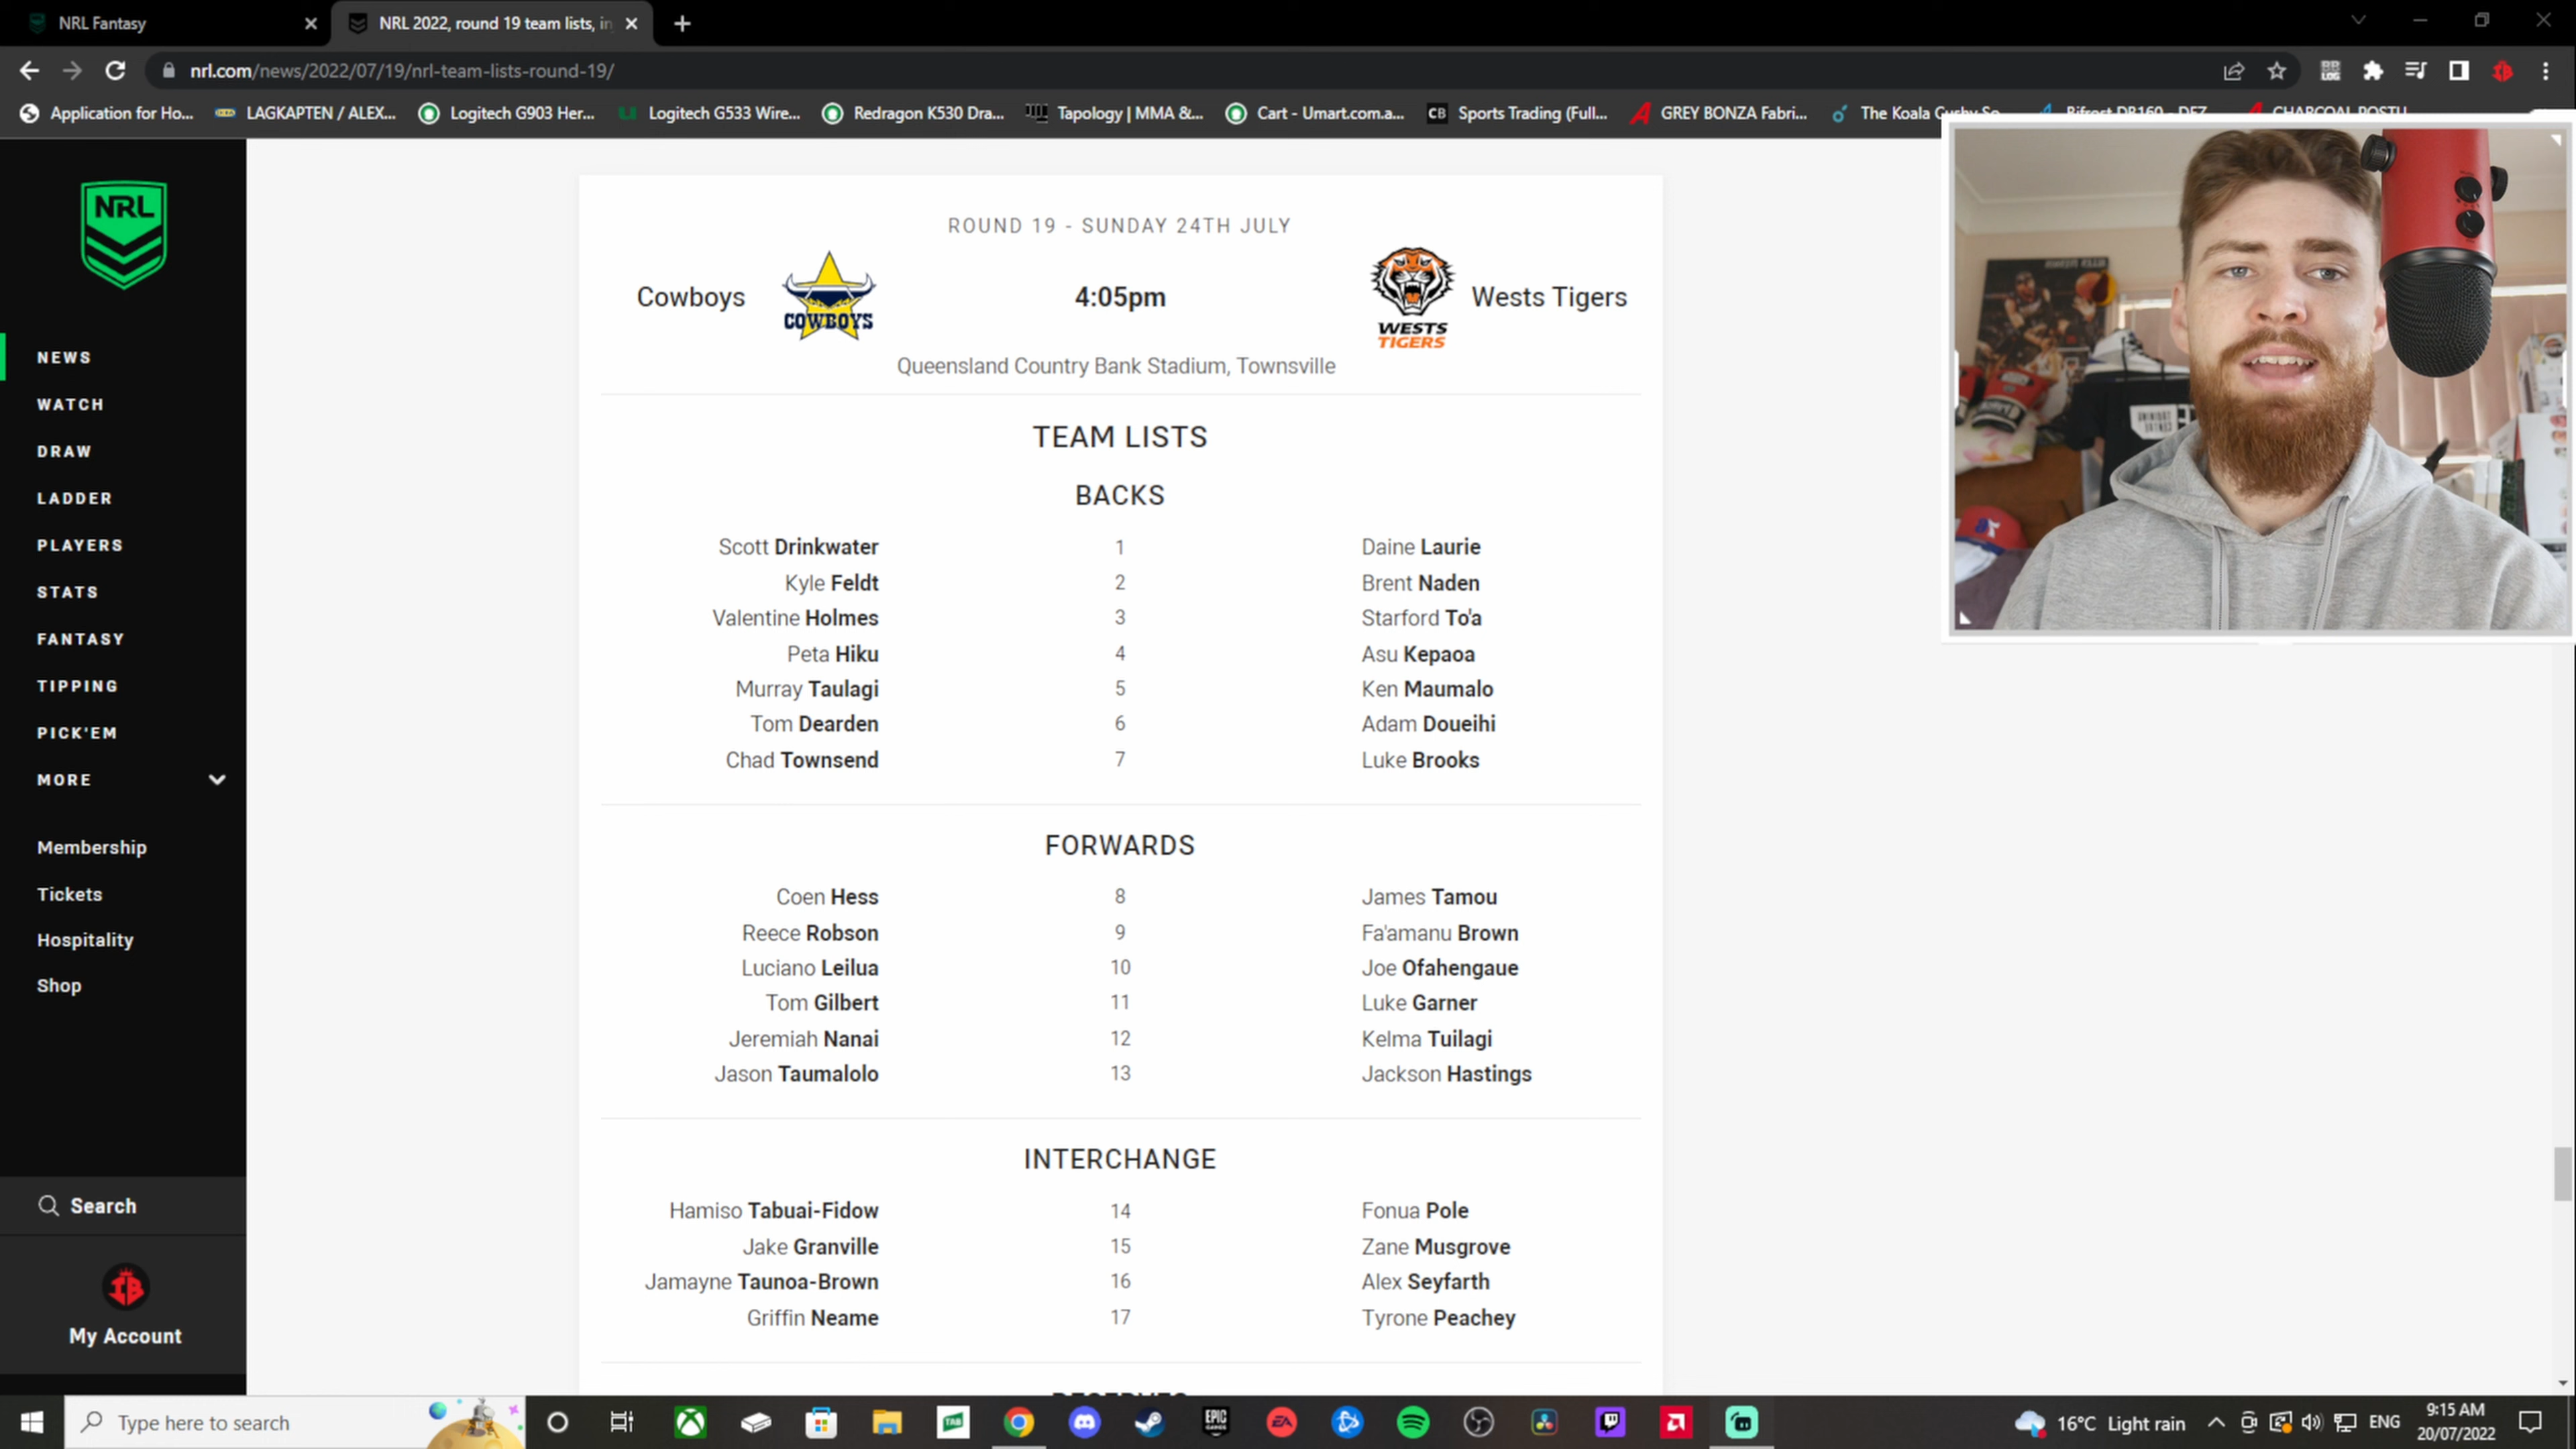 NRL Fantasy
NRL 2022, round 19 team lists, in
nrl.com/news/2022/07/19/nrl-team-lists-round-19/
Application for Ho... LAGKAPTEN / ALEX... Logitech G903 Her... Logitech G533 Wire... Redragon K530 Dra... Tapology | MMA &... Cart - Umart.com.a... CB Sports Trading (Full... GREY BONZA Fabri... The Koala
NRL
NEWS
WATCH
DRAW
LADDER
PLAYERS
STATS
FANTASY
TIPPING
PICK'EM
MORE
Membership
Tickets
Hospitality
Shop
Search
My Account
ROUND 19 - SUNDAY 24TH JULY
Cowboys COWBOYS 4:05pm WESTS TIGERS Wests Tigers
Queensland Country Bank Stadium, Townsville
TEAM LISTS
BACKS
Scott Drinkwater 1 Daine Laurie
Kyle Feldt 2 Brent Naden
Valentine Holmes 3 Starford To'a
Peta Hiku 4 Asu Kepaoa
Murray Taulagi 5 Ken Maumalo
Tom Dearden 6 Adam Doueihi
Chad Townsend 7 Luke Brooks
FORWARDS
Coen Hess 8 James Tamou
Reece Robson 9 Fa'amanu Brown
Luciano Leilua 10 Joe Ofahengaue
Tom Gilbert 11 Luke Garner
Jeremiah Nanai 12 Kelma Tuilagi
Jason Taumalolo 13 Jackson Hastings
INTERCHANGE
Hamiso Tabuai-Fidow 14 Fonua Pole
Jake Granville 15 Zane Musgrove
Jamayne Taunoa-Brown 16 Alex Seyfarth
Griffin Neame 17 Tyrone Peachey
Type here to search
TAB
EPIC GAMES
EA
16°C Light rain
ENG
9:15 AM
20/07/2022